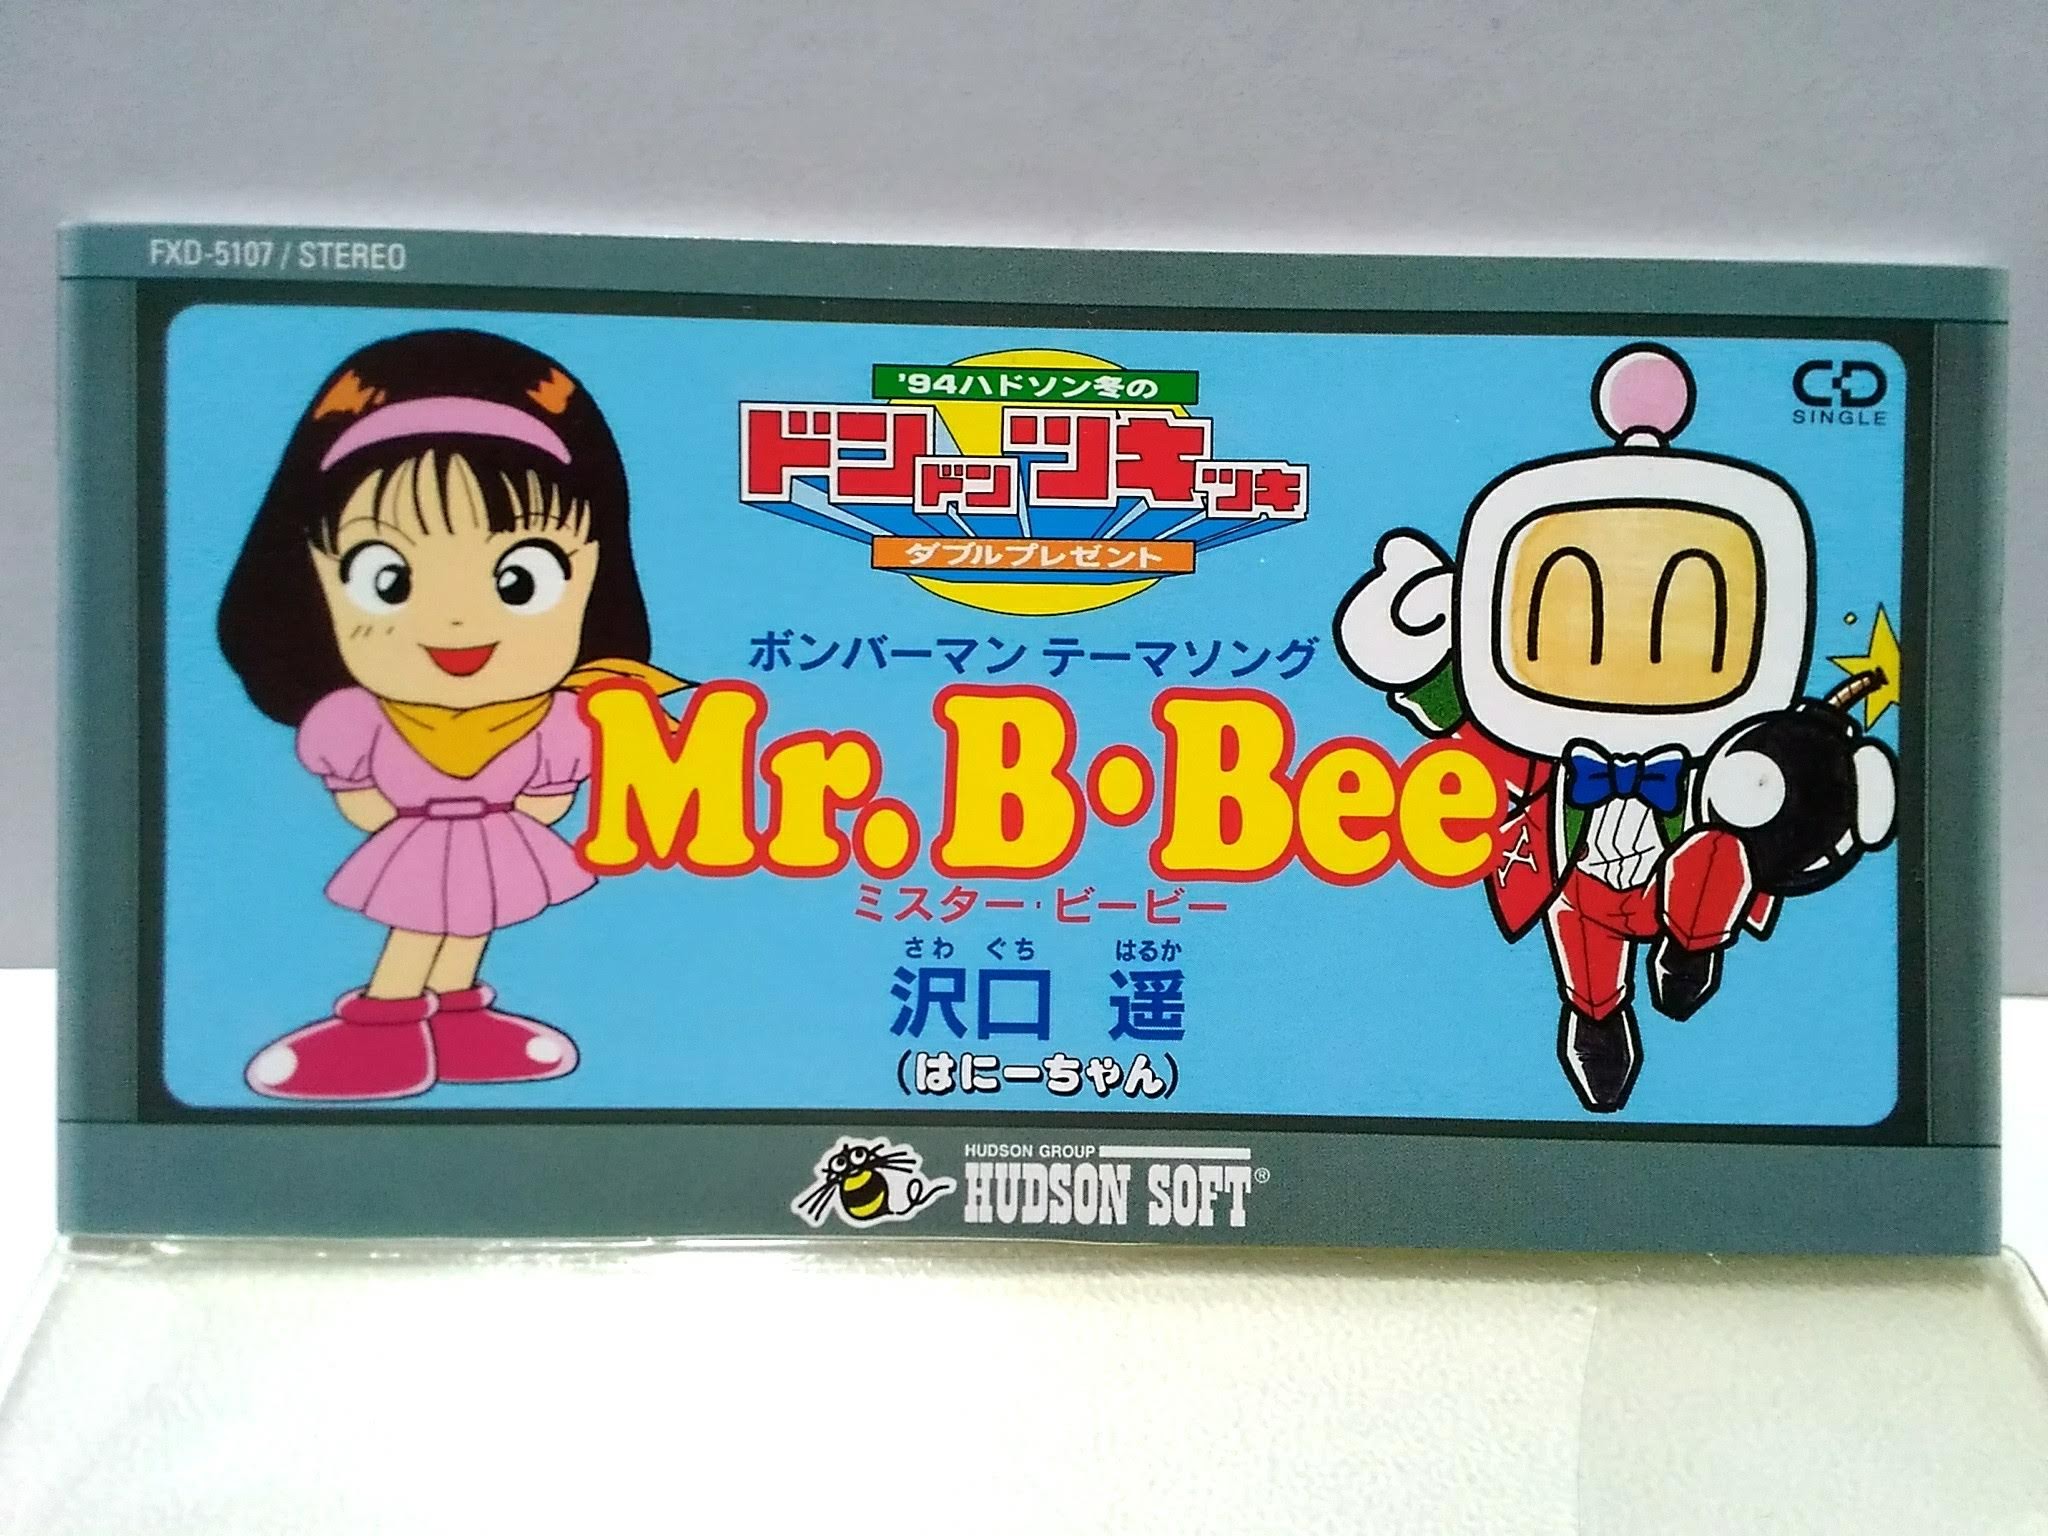 FXD-5107 / STEREO
'94ハドソン冬の
ドンドンツキツキ
ダブルプレゼント
CD
SINGLE
ボンバーマン テーマソング
Mr. B・Bee
ミスター・ビービー
さわ ぐち はるか
沢口 遥
(はにーちゃん)
HUDSON GROUP
HUDSON SOFT®